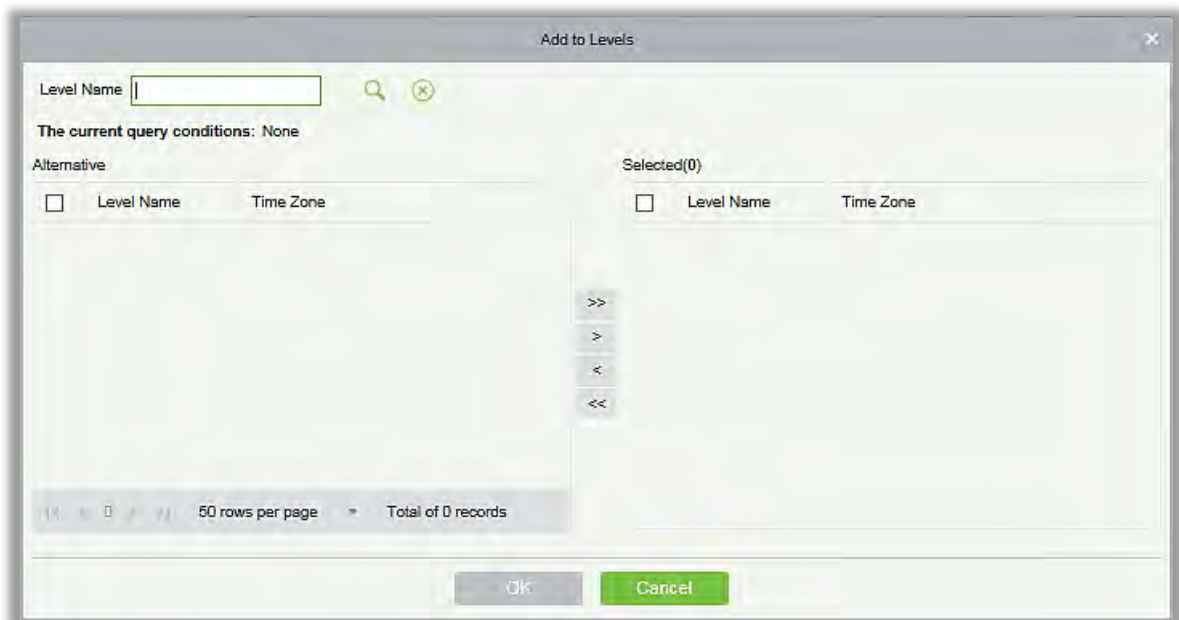 Add to Levels
Level Name
The current query conditions: None
Alternative
Selected(0)
Level Name Time Zone
Level Name Time Zone
>>
>
<
<<
0 50 rows per page Total of 0 records
OK Cancel